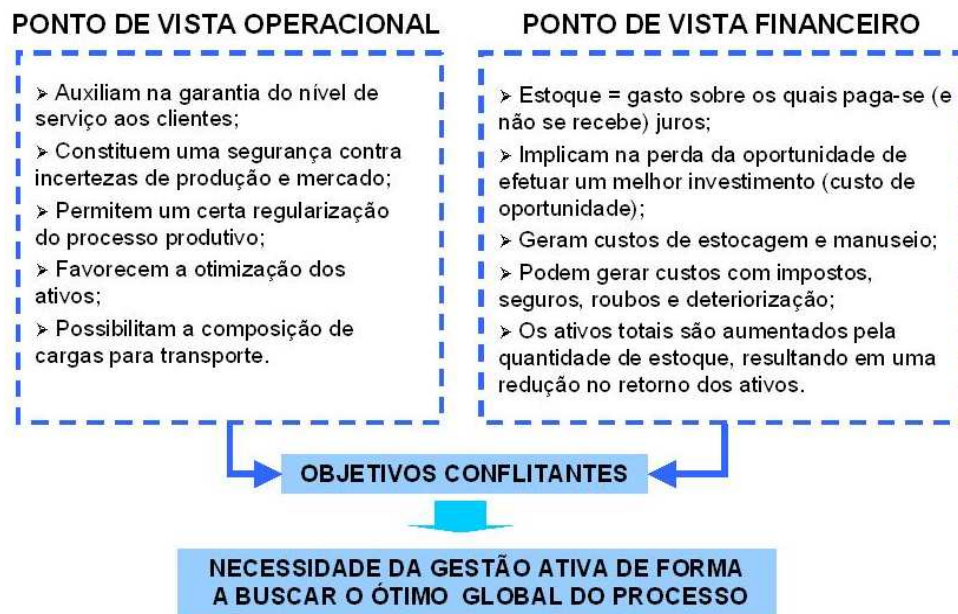 PONTO DE VISTA OPERACIONAL
➢ Auxiliam na garantia do nível de
serviço aos clientes;
➢ Constituem uma segurança contra
incertezas de produção e mercado;
➢ Permitem um certa regularização
do processo produtivo;
➢ Favorecem a otimização dos
ativos;
➢ Possibilitam a composição de
cargas para transporte.
PONTO DE VISTA FINANCEIRO
➢ Estoque = gasto sobre os quais paga-se (e
não se recebe) juros;
➢ Implicam na perda da oportunidade de
efetuar um melhor investimento (custo de
oportunidade);
➢ Geram custos de estocagem e manuseio;
➢ Podem gerar custos com impostos,
seguros, roubos e deteriorização;
➢ Os ativos totais são aumentados pela
quantidade de estoque, resultando em uma
redução no retorno dos ativos.
OBJETIVOS CONFLITANTES
NECESSIDADE DA GESTÃO ATIVA DE FORMA
A BUSCAR O ÓTIMO GLOBAL DO PROCESSO